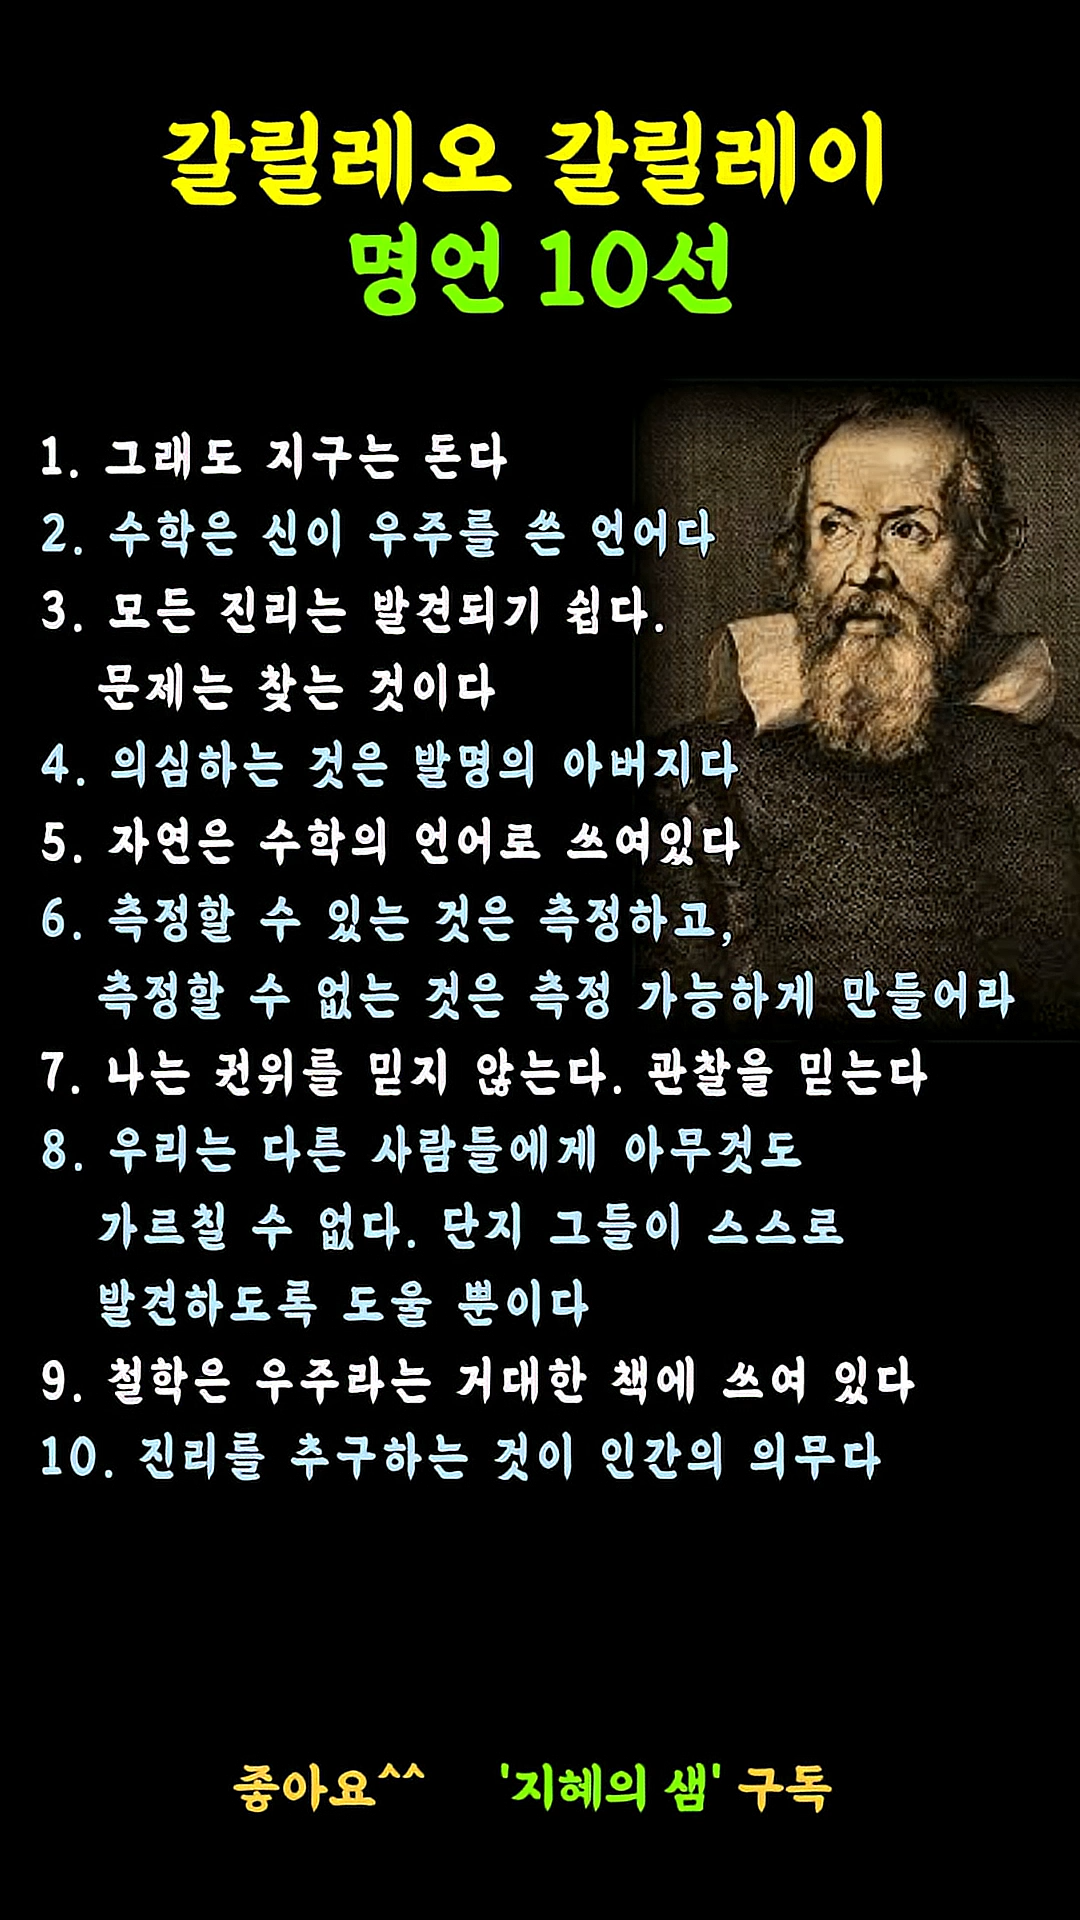 갈릴레오 갈릴레이
명언 10선
1. 그래도 지구는 돈다
2. 수학은 신이 우주를 쓴 언어다
3. 모든 진리는 발견되기 쉽다.
문제는 찾는 것이다
4. 의심하는 것은 발명의 아버지다
5. 자연은 수학의 언어로 쓰여있다
6. 측정할 수 있는 것은 측정하고,
측정할 수 없는 것은 측정 가능하게 만들어라
7. 나는 권위를 믿지 않는다. 관찰을 믿는다
8. 우리는 다른 사람들에게 아무것도
가르칠 수 없다. 단지 그들이 스스로
발견하도록 도울 뿐이다
9. 철학은 우주라는 거대한 책에 쓰여 있다
10. 진리를 추구하는 것이 인간의 의무다
좋아요^^ '지혜의 샘' 구독